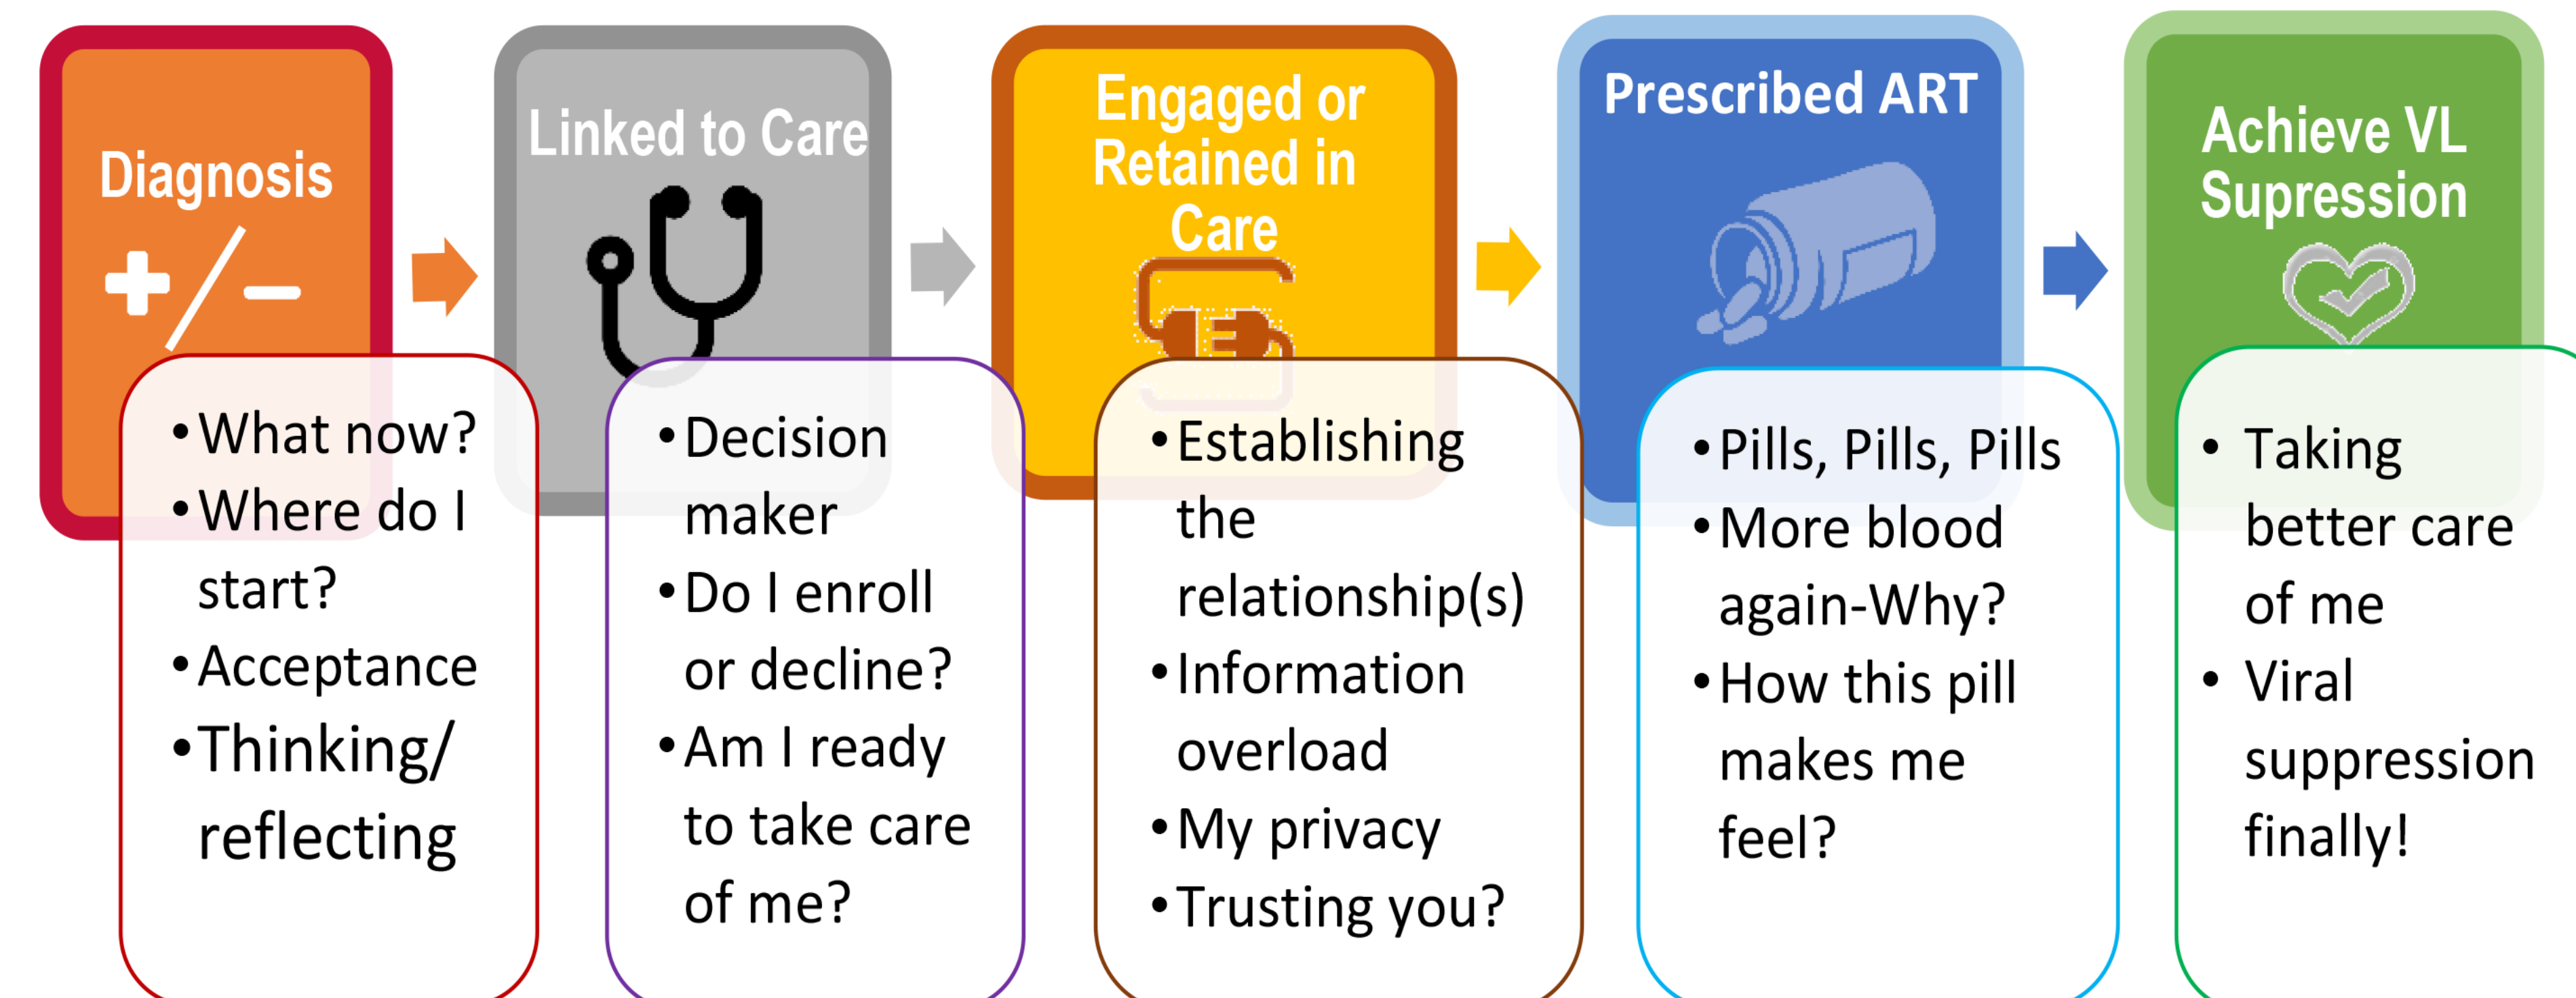 Diagnosis
+/−
• What now?
• Where do I
start?
• Acceptance
• Thinking/
reflecting
Linked to Care
• Decision
maker
• Do I enroll
or decline?
• Am I ready
to take care
of me?
Engaged or
Retained in
Care
• Establishing
the
relationship(s)
• Information
overload
• My privacy
• Trusting you?
Prescribed ART
• Pills, Pills, Pills
• More blood
again-Why?
• How this pill
makes me
feel?
Achieve VL
Supression
• Taking
better care
of me
• Viral
suppression
finally!